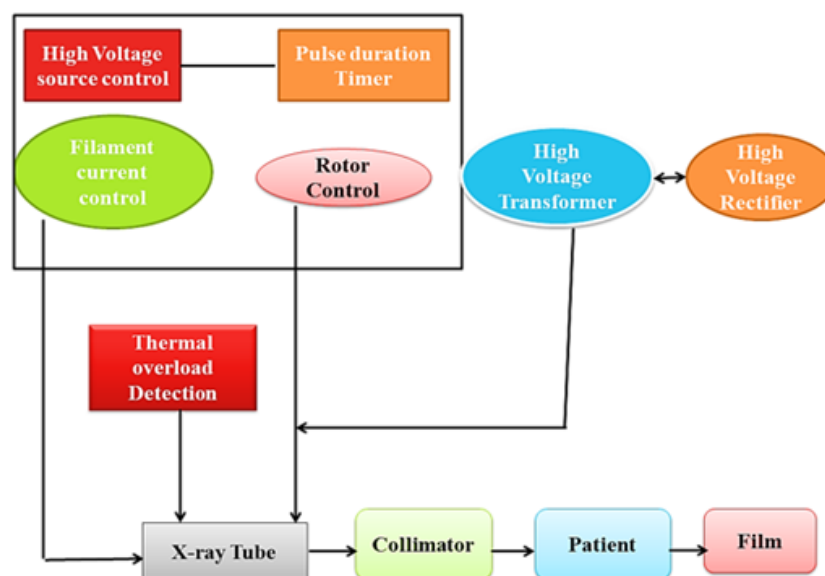 High Voltage
source control
Pulse duration
Timer
Filament
current
control
Rotor
Control
High
Voltage
Transformer
High
Voltage
Rectifier
Thermal
overload
Detection
X-ray Tube
Collimator
Patient
Film